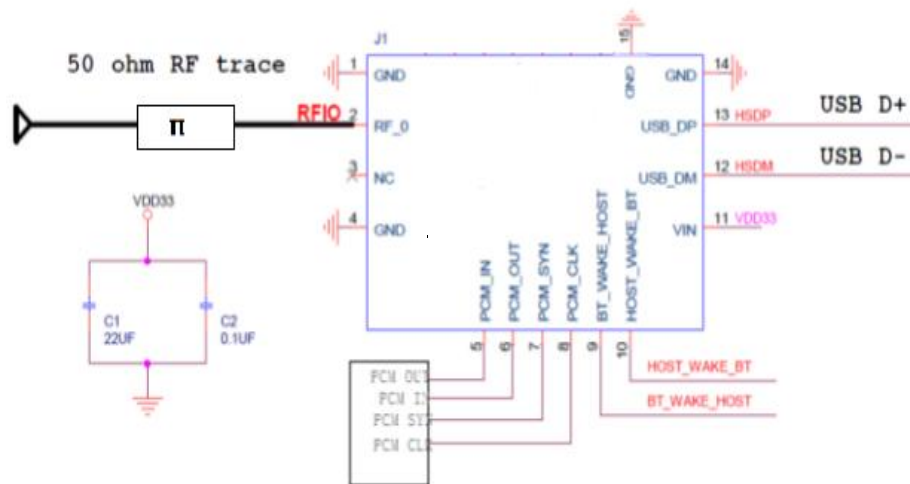 J1
15
GND
50 ohm RF trace
1 GND
GND 14
RFIO
π
2 RF_0
USB_DP 13 HSDP USB D+
3 NC
USB_DM 12 HSDM USB D-
VDD33
4 GND
VIN 11 VDD33
PCM_IN
PCM_OUT
PCM_SYN
PCM_CLK
BT_WAKE_HOST
HOST_WAKE_BT
C1
22UF
C2
0.1UF
5 6 7 8 9 10
PCM OUT
PCM IN
PCM SYN
PCM CLK
HOST_WAKE_BT
BT_WAKE_HOST